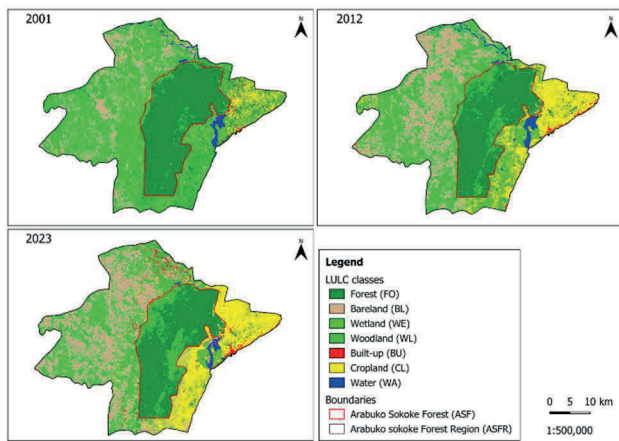 2001
N
2012
N
2023
N
Legend
LULC classes
Forest (FO)
Bareland (BL)
Wetland (WE)
Woodland (WL)
Built-up (BU)
Cropland (CL)
Water (WA)
Boundaries
Arabuko Sokoke Forest (ASF)
Arabuko sokoke Forest Region (ASFR)
0 5 10 km
1:500,000